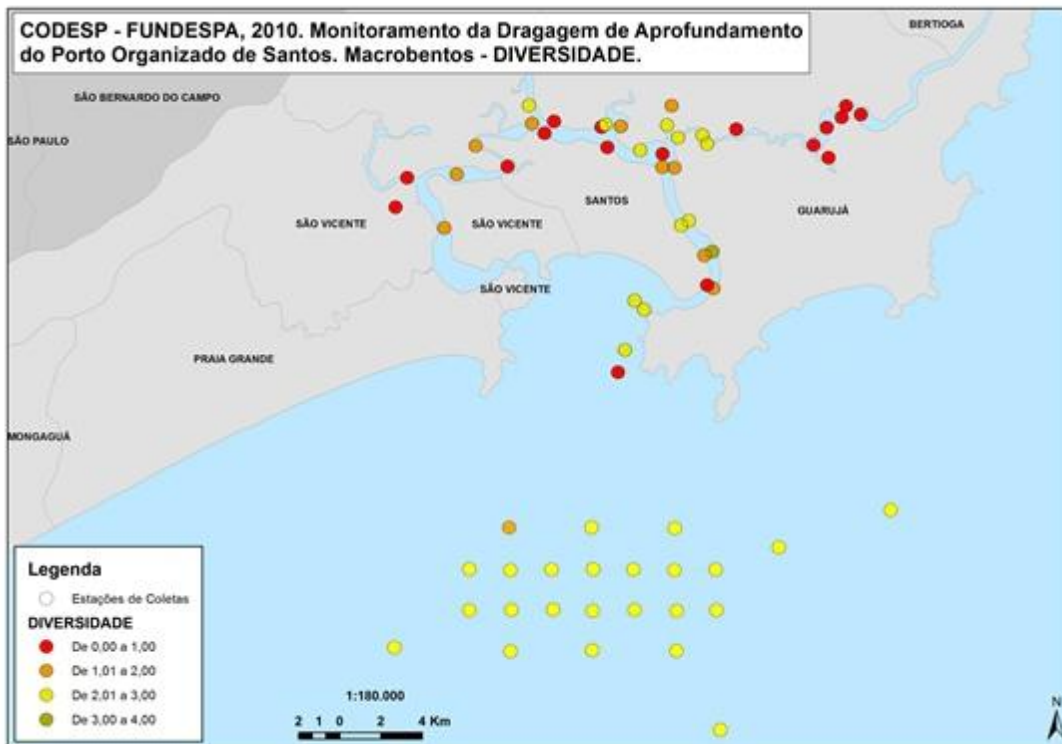 CODESP - FUNDESPA, 2010. Monitoramento da Dragagem de Aprofundamento
do Porto Organizado de Santos. Macrobentos - DIVERSIDADE.
BERTIOGA
SÃO BERNARDO DO CAMPO
SÃO PAULO
SANTOS
GUARUJÁ
SÃO VICENTE
SÃO VICENTE
SÃO VICENTE
PRAIA GRANDE
MONGAGUÁ
Legenda
Estações de Coletas
DIVERSIDADE
De 0,00 a 1,00
De 1,01 a 2,00
De 2,01 a 3,00
De 3,00 a 4,00
1:180.000
2 1 0 2 4 Km
N